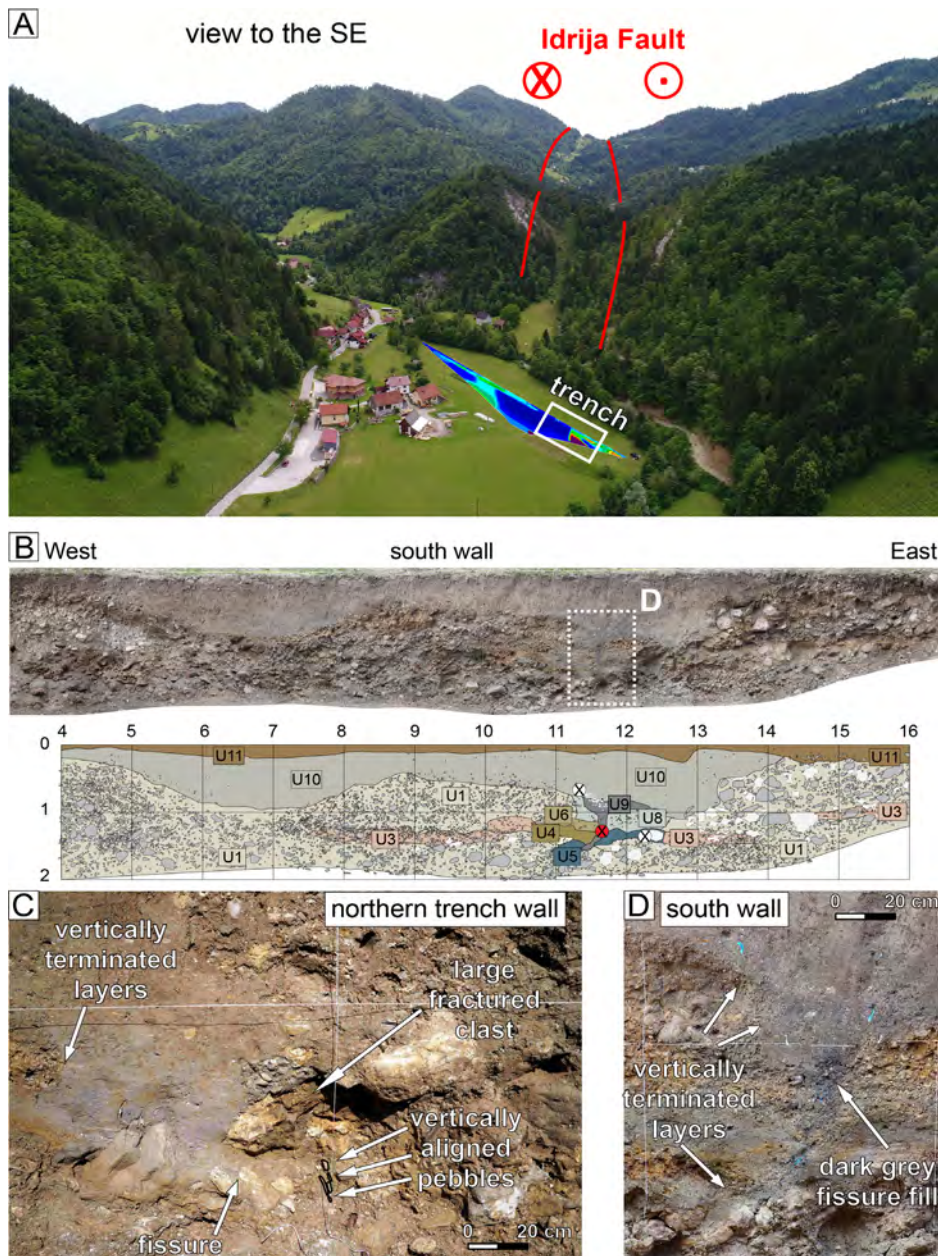 A
view to the SE
Idrija Fault
trench
B
West
south wall
East
D
4 5 6 7 8 9 10 11 12 13 14 15 16
0
1
2
U11
U11
U10
U10
U1
U9
U6
U8
U3
U4
U3
U3
U1
U5
U1
X
X
X
C
northern trench wall
vertically
terminated
layers
large
fractured
clast
vertically
aligned
pebbles
fissure
0 20 cm
D
south wall
0 20 cm
vertically
terminated
layers
dark grey
fissure fill